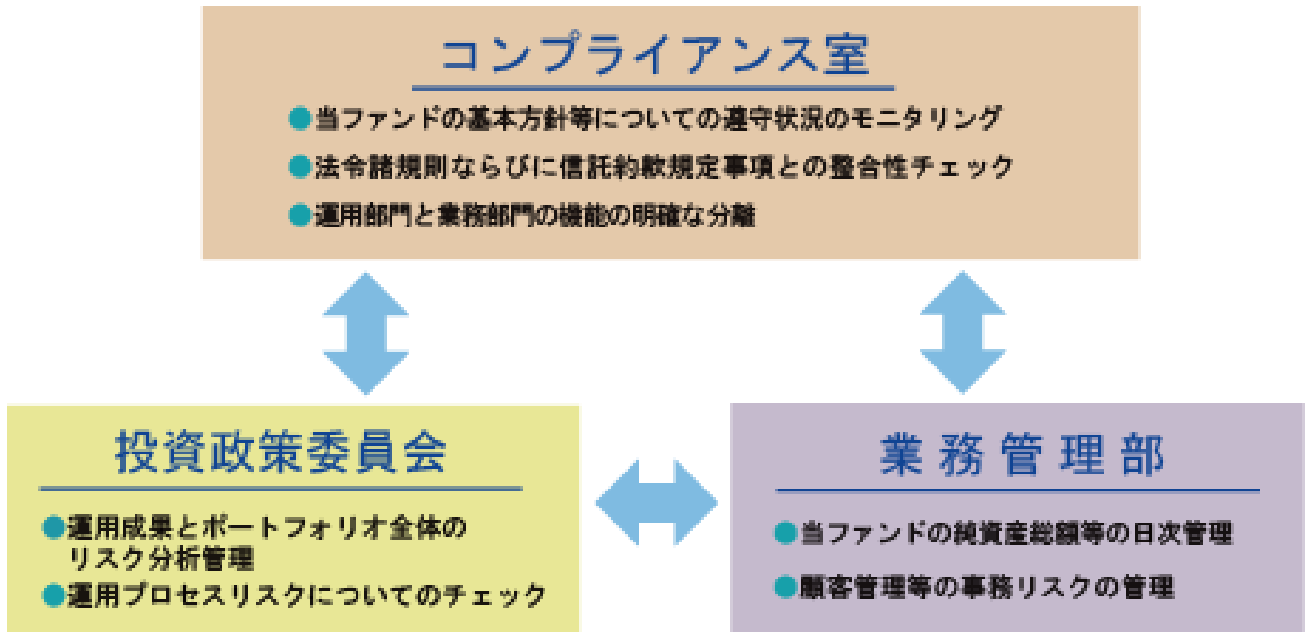 コンプライアンス室
●当ファンドの基本方針等についての遵守状況のモニタリング
●法令諸規則ならびに信託約款規定事項との整合性チェック
●運用部門と業務部門の機能の明確な分離
投資政策委員会
●運用成果とポートフォリオ全体の
リスク分析管理
●運用プロセスリスクについてのチェック
業務管理部
●当ファンドの純資産総額等の日次管理
●顧客管理等の事務リスクの管理